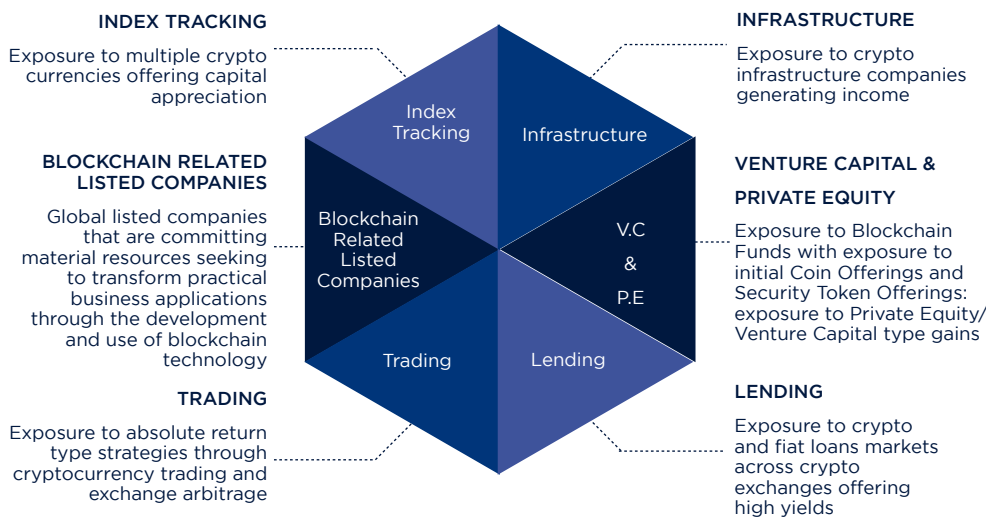 INDEX TRACKING
Exposure to multiple crypto
currencies offering capital
appreciation
BLOCKCHAIN RELATED
LISTED COMPANIES
Global listed companies
that are committing
material resources seeking
to transform practical
business applications
through the development
and use of blockchain
technology
TRADING
Exposure to absolute return
type strategies through
cryptocurrency trading and
exchange arbitrage
Index
Tracking
Infrastructure
Blockchain
Related
Listed
Companies
V.C
&
P.E
Trading
Lending
INFRASTRUCTURE
Exposure to crypto
infrastructure companies
generating income
VENTURE CAPITAL &
PRIVATE EQUITY
Exposure to Blockchain
Funds with exposure to
initial Coin Offerings and
Security Token Offerings:
exposure to Private Equity/
Venture Capital type gains
LENDING
Exposure to crypto
and fiat loans markets
across crypto
exchanges offering
high yields